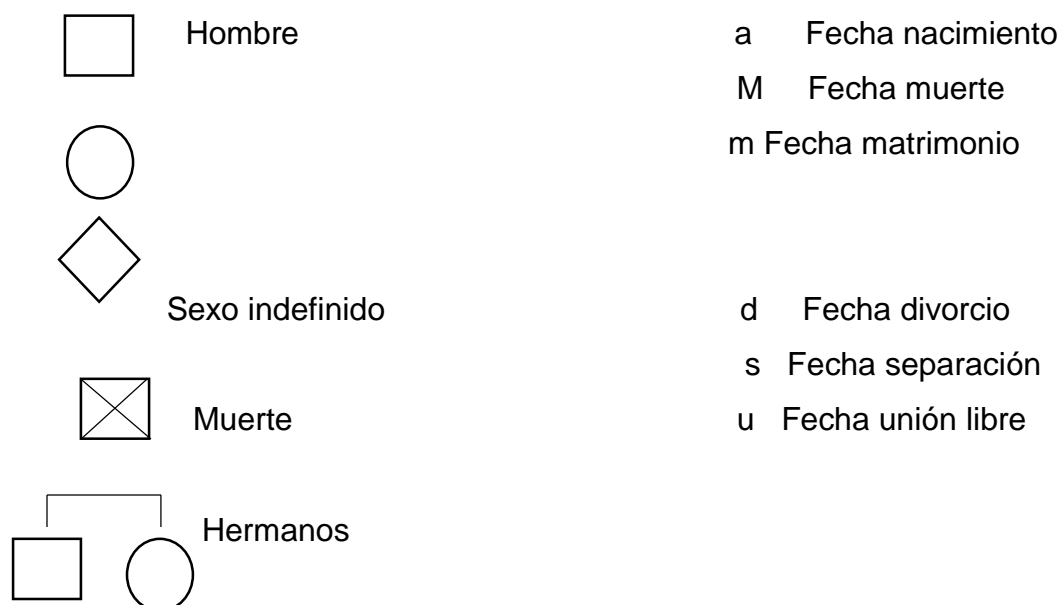 Hombre
a Fecha nacimiento
M Fecha muerte
m Fecha matrimonio
Sexo indefinido
d Fecha divorcio
s Fecha separación
Muerte
u Fecha unión libre
Hermanos